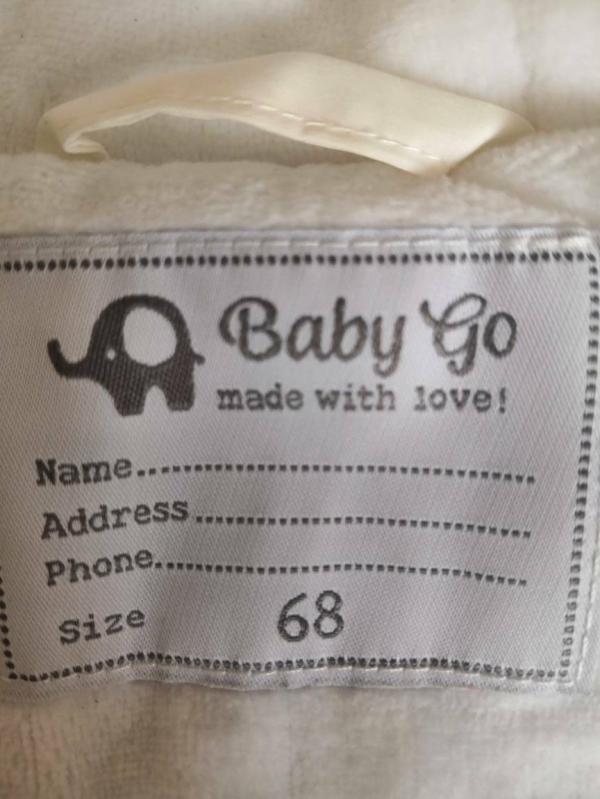 Baby Go
made with love!
Name................................................
Address..........................................
Phone..............................................
Size 68